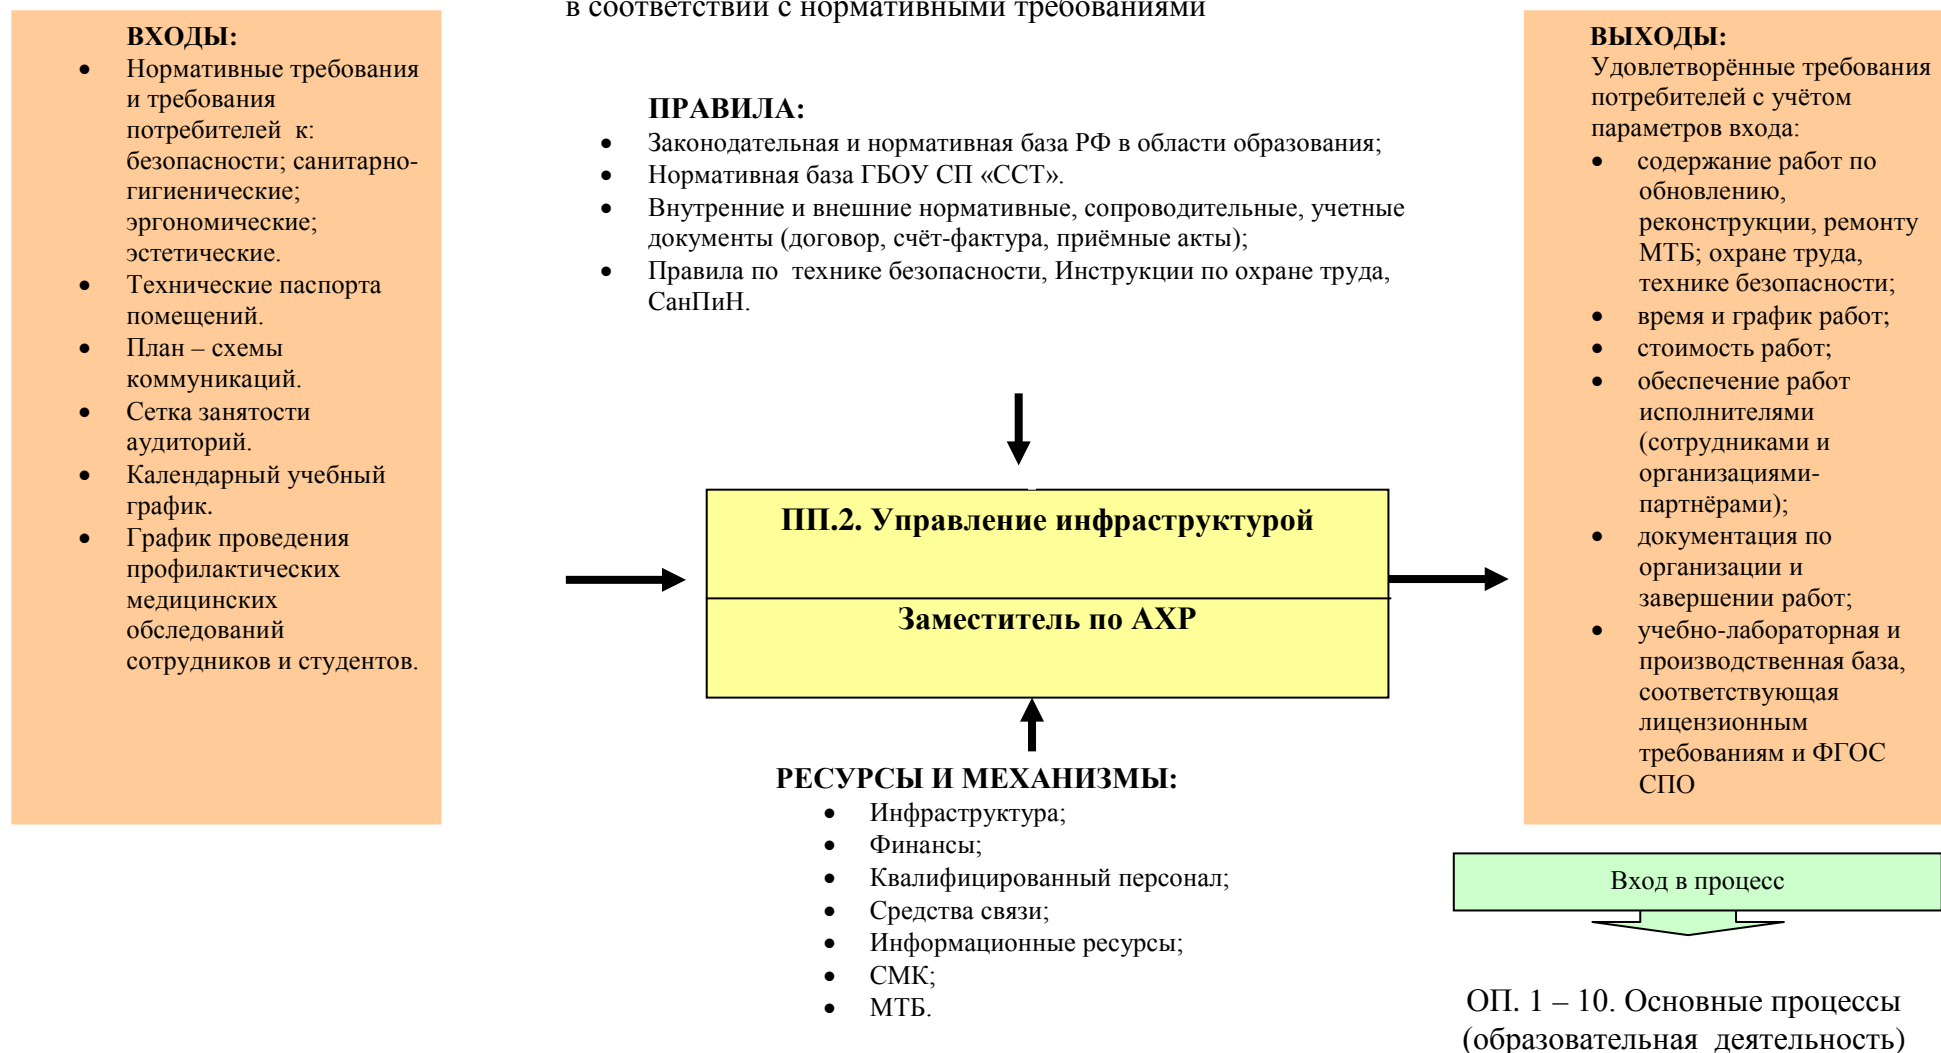 в соответствии с нормативными требованиями
ВХОДЫ:
• Нормативные требования
и требования
потребителей к:
безопасности; санитарно-
гигиенические;
эргономические;
эстетические.
• Технические паспорта
помещений.
• План – схемы
коммуникаций.
• Сетка занятости
аудиторий.
• Календарный учебный
график.
• График проведения
профилактических
медицинских
обследований
сотрудников и студентов.
ПРАВИЛА:
• Законодательная и нормативная база РФ в области образования;
• Нормативная база ГБОУ СП «ССТ».
• Внутренние и внешние нормативные, сопроводительные, учетные
документы (договор, счёт-фактура, приёмные акты);
• Правила по технике безопасности, Инструкции по охране труда,
СанПиН.
ПП.2. Управление инфраструктурой
Заместитель по АХР
РЕСУРСЫ И МЕХАНИЗМЫ:
• Инфраструктура;
• Финансы;
• Квалифицированный персонал;
• Средства связи;
• Информационные ресурсы;
• СМК;
• МТБ.
ВЫХОДЫ:
Удовлетворённые требования
потребителей с учётом
параметров входа:
• содержание работ по
обновлению,
реконструкции, ремонту
МТБ; охране труда,
технике безопасности;
• время и график работ;
• стоимость работ;
• обеспечение работ
исполнителями
(сотрудниками и
организациями-
партнёрами);
• документация по
организации и
завершении работ;
• учебно-лабораторная и
производственная база,
соответствующая
лицензионным
требованиям и ФГОС
СПО
Вход в процесс
ОП. 1 – 10. Основные процессы
(образовательная деятельность)